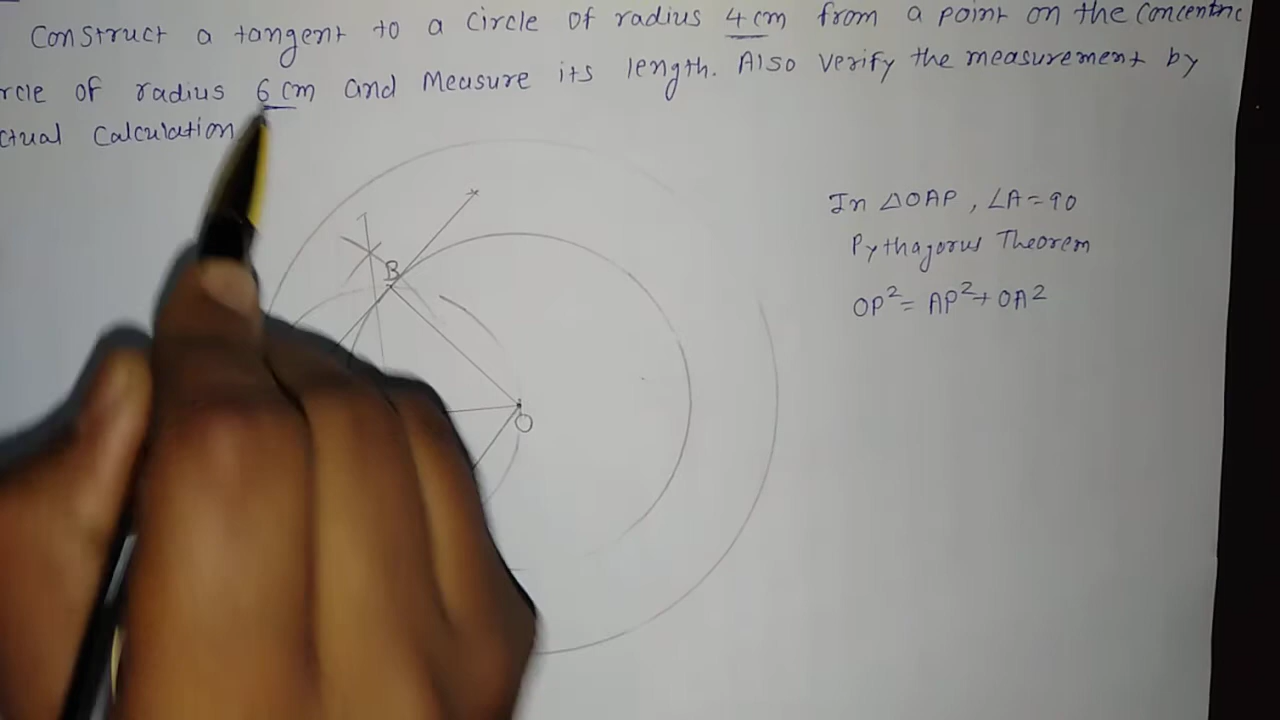 Construct a tangent to a circle of radius 4 cm from a point on the concentric
rcle of radius 6 cm and Measure its length. Also verify the measurement by
ctual Calculation
In △OAP, ∠A=90
Pythagorus Theorem
OP²= AP²+ OA²
B
O